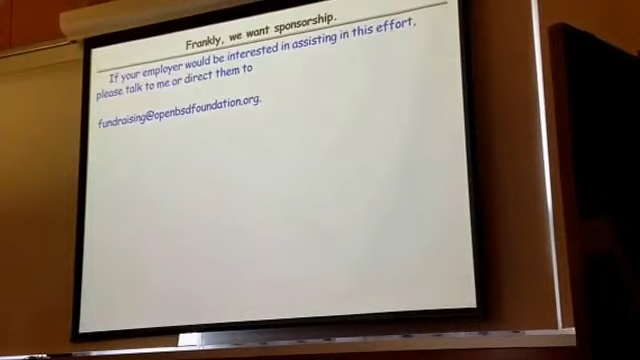 Frankly, we want sponsorship.
If your employer would be interested in assisting in this effort,
please talk to me or direct them to
fundraising@openbsdfoundation.org.